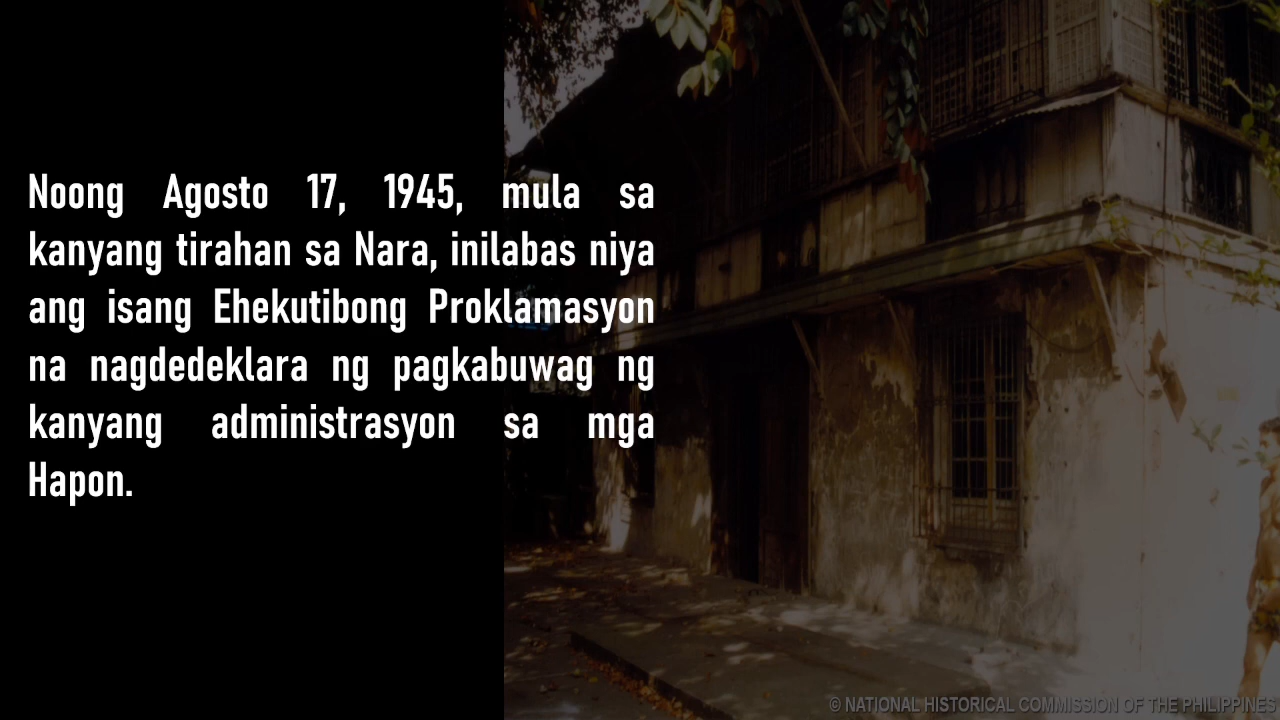 Noong Agosto 17, 1945, mula sa
kanyang tirahan sa Nara, inilabas niya
ang isang Ehekutibong Proklamasyon
na nagdedeklara ng pagkabuwag ng
kanyang administrasyon sa mga
Hapon.
© NATIONAL HISTORICAL COMMISSION OF THE PHILIPPINES